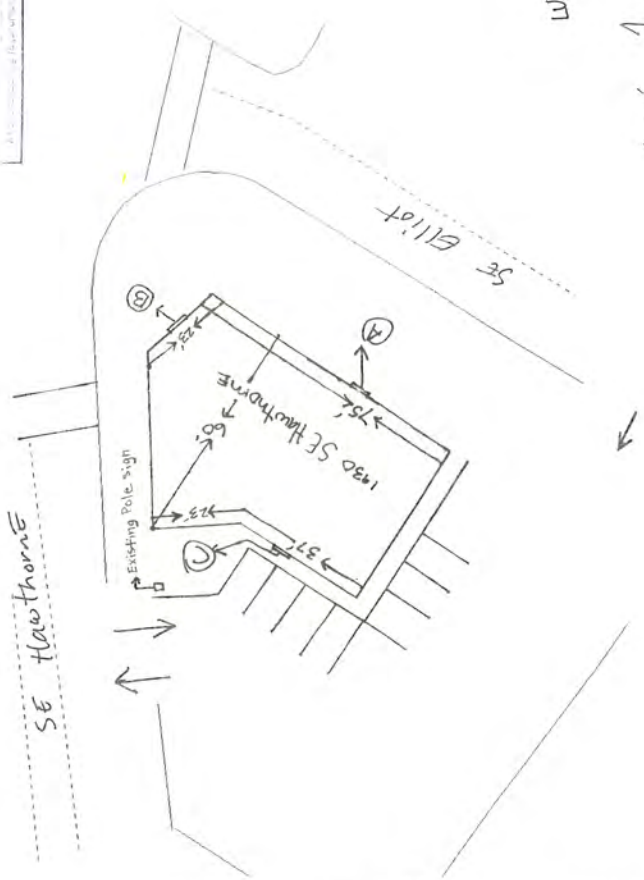 SE Hawthorne
SE Elliot
B
23'
A
75'
1930 SE Hawthorne
60'
Existing Pole Sign
23'
C
37'